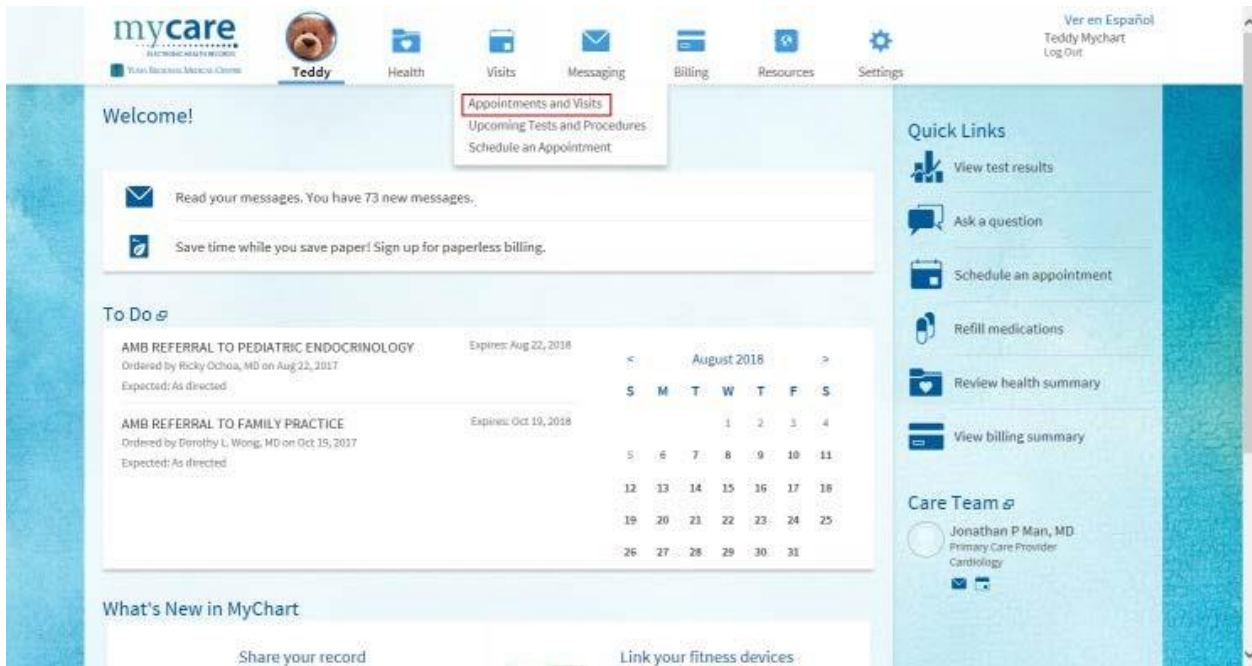 mycare
ELECTRONIC HEALTH RECORDS
Yuma Regional Medical Center
Teddy
Health
Visits
Messaging
Billing
Resources
Settings
Ver en Español
Teddy Mychart
Log Out
Appointments and Visits
Upcoming Tests and Procedures
Schedule an Appointment
Welcome!
Read your messages. You have 73 new messages.
Save time while you save paper! Sign up for paperless billing.
To Do
AMB REFERRAL TO PEDIATRIC ENDOCRINOLOGY
Expires: Aug 22, 2018
Ordered by Ricky Ochoa, MD on Aug 22, 2017
Expected: As directed
AMB REFERRAL TO FAMILY PRACTICE
Expires: Oct 19, 2018
Ordered by Dorothy L. Wong, MD on Oct 19, 2017
Expected: As directed
< August 2018 >
S M T W T F S
1 2 3 4
5 6 7 8 9 10 11
12 13 14 15 16 17 18
19 20 21 22 23 24 25
26 27 28 29 30 31
What's New in MyChart
Share your record
Link your fitness devices
Quick Links
View test results
Ask a question
Schedule an appointment
Refill medications
Review health summary
View billing summary
Care Team
Jonathan P Man, MD
Primary Care Provider
Cardiology